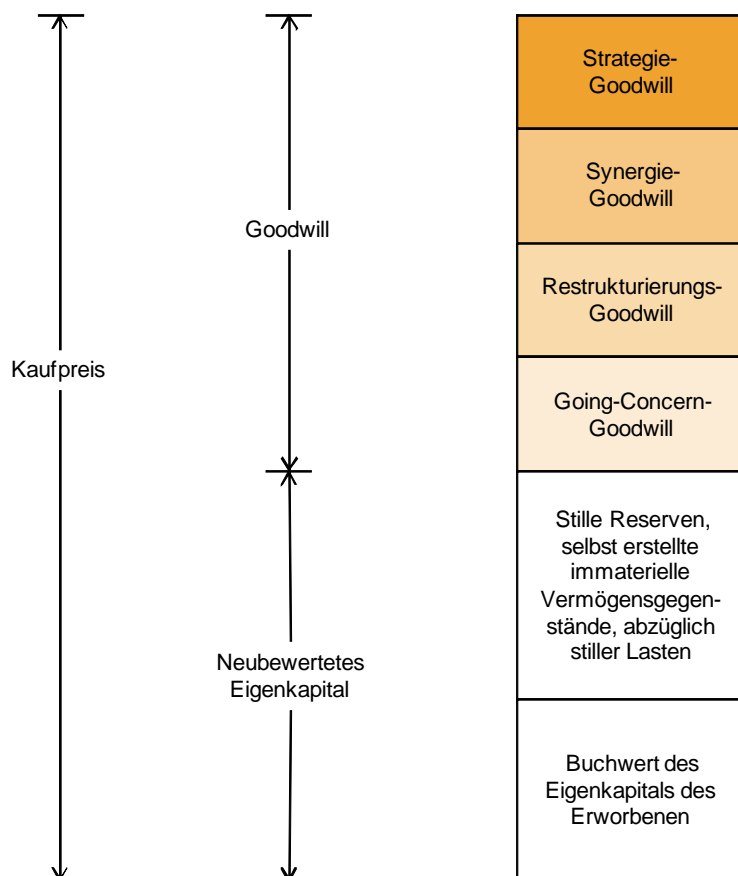 Strategie-
Goodwill
Synergie-
Goodwill
Goodwill
Restrukturierungs-
Goodwill
Kaufpreis
Going-Concern-
Goodwill
Stille Reserven,
selbst erstellte
immaterielle
Vermögensgegen-
stände, abzüglich
stiller Lasten
Neubewertetes
Eigenkapital
Buchwert des
Eigenkapitals des
Erworbenen